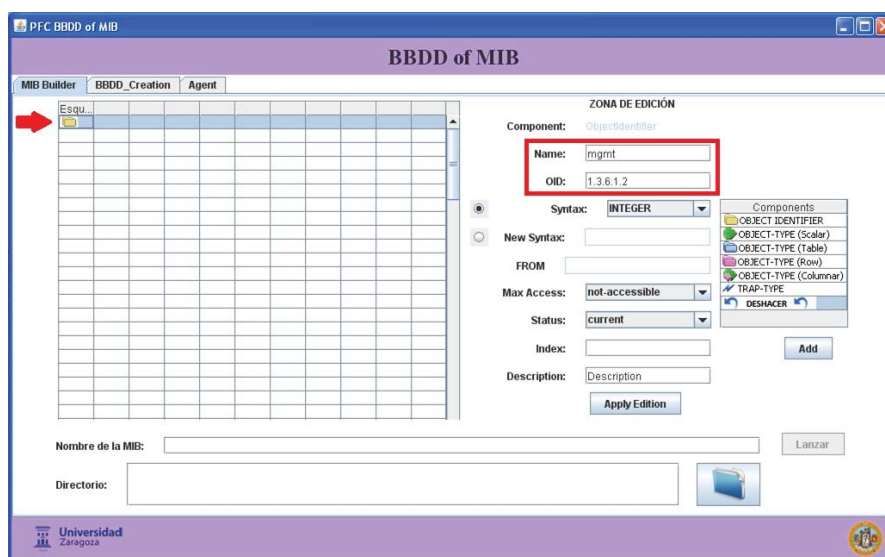 PFC BBDD of MIB
BBDD of MIB
MIB Builder BBDD_Creation Agent
Esqu...
ZONA DE EDICIÓN
Component: ObjectIdentifier
Name: mgmt
OID: 1.3.6.1.2
Syntax: INTEGER
New Syntax:
FROM
Max Access: not-accessible
Status: current
Index:
Description: Description
Apply Edition
Components
OBJECT IDENTIFIER
OBJECT-TYPE (Scalar)
OBJECT-TYPE (Table)
OBJECT-TYPE (Row)
OBJECT-TYPE (Columnar)
TRAP-TYPE
DESHACER
Add
Nombre de la MIB:
Lanzar
Directorio:
Universidad
Zaragoza